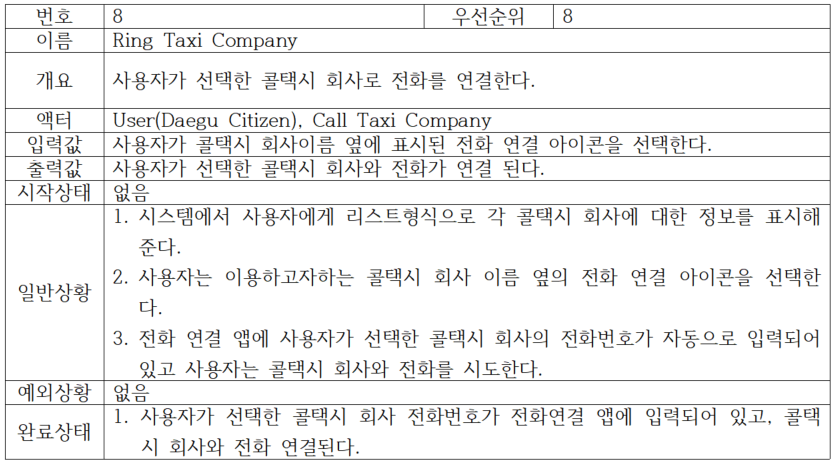 번호 8 우선순위 8
이름 Ring Taxi Company
개요 사용자가 선택한 콜택시 회사로 전화를 연결한다.
액터 User(Daegu Citizen), Call Taxi Company
입력값 사용자가 콜택시 회사이름 옆에 표시된 전화 연결 아이콘을 선택한다.
출력값 사용자가 선택한 콜택시 회사와 전화가 연결 된다.
시작상태 없음
일반상황 1. 시스템에서 사용자에게 리스트형식으로 각 콜택시 회사에 대한 정보를 표시해
준다.
2. 사용자는 이용하고자하는 콜택시 회사 이름 옆의 전화 연결 아이콘을 선택한
다.
3. 전화 연결 앱에 사용자가 선택한 콜택시 회사의 전화번호가 자동으로 입력되어
있고 사용자는 콜택시 회사와 전화를 시도한다.
예외상황 없음
완료상태 1. 사용자가 선택한 콜택시 회사 전화번호가 전화연결 앱에 입력되어 있고, 콜택
시 회사와 전화 연결된다.